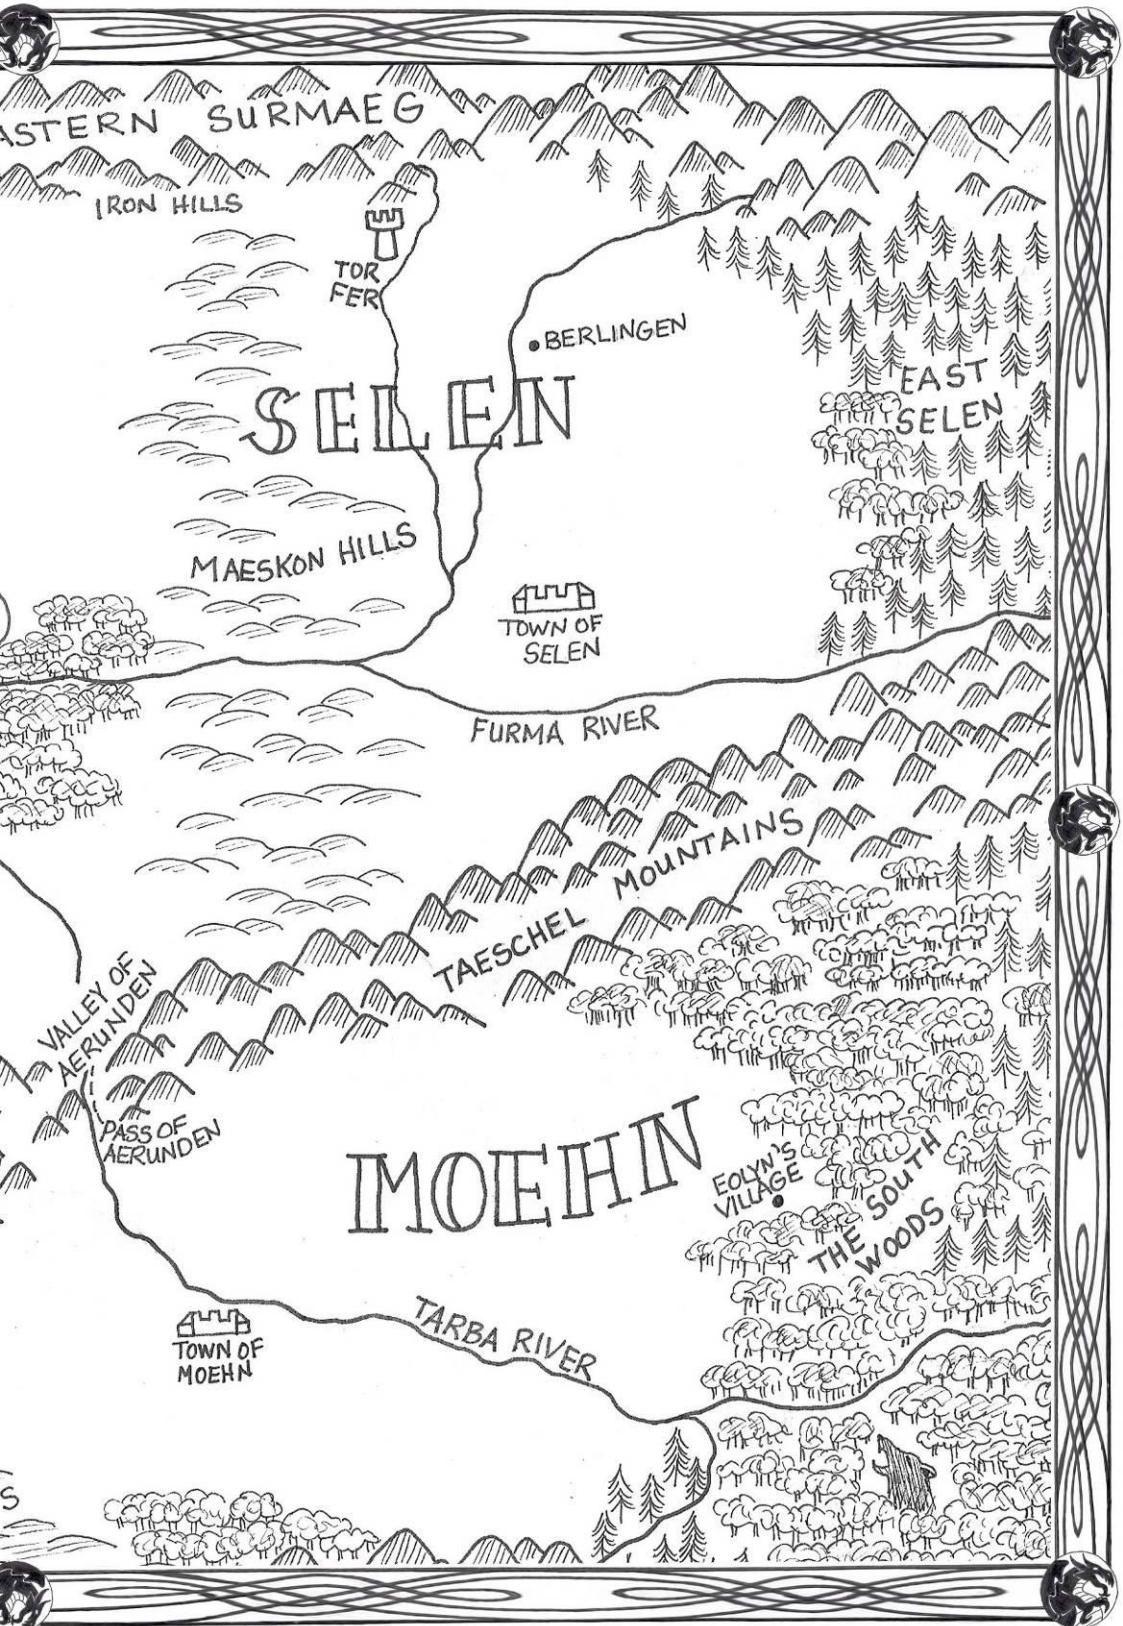 ASTERN SURMAEG
IRON HILLS
TOR
FER
BERLINGEN
SELEN
EAST
SELEN
MAESKON HILLS
TOWN OF
SELEN
FURMA RIVER
TAESCHEL MOUNTAINS
VALLEY OF
AERUNDEN
PASS OF
AERUNDEN
MOEHN
EOLYN'S
VILLAGE
THE SOUTH
WOODS
TARBA RIVER
TOWN OF
MOEHN
S